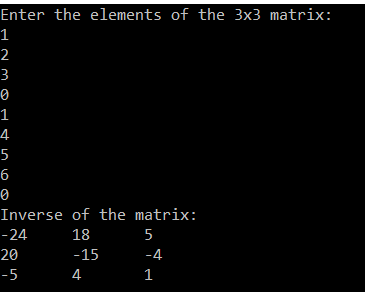 Enter the elements of the 3x3 matrix:
1
2
3
0
1
4
5
6
0
Inverse of the matrix:
-24 18 5
20 -15 -4
-5 4 1